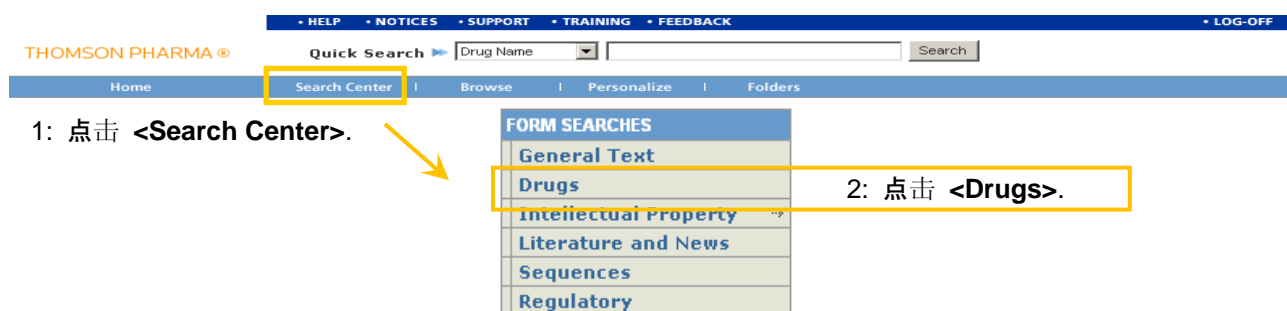 • HELP • NOTICES • SUPPORT • TRAINING • FEEDBACK • LOG-OFF
THOMSON PHARMA ® Quick Search Drug Name Search
Home Search Center | Browse | Personalize | Folders
1: 点击 <Search Center>.
FORM SEARCHES
General Text
Drugs
2: 点击 <Drugs>.
Intellectual Property
Literature and News
Sequences
Regulatory